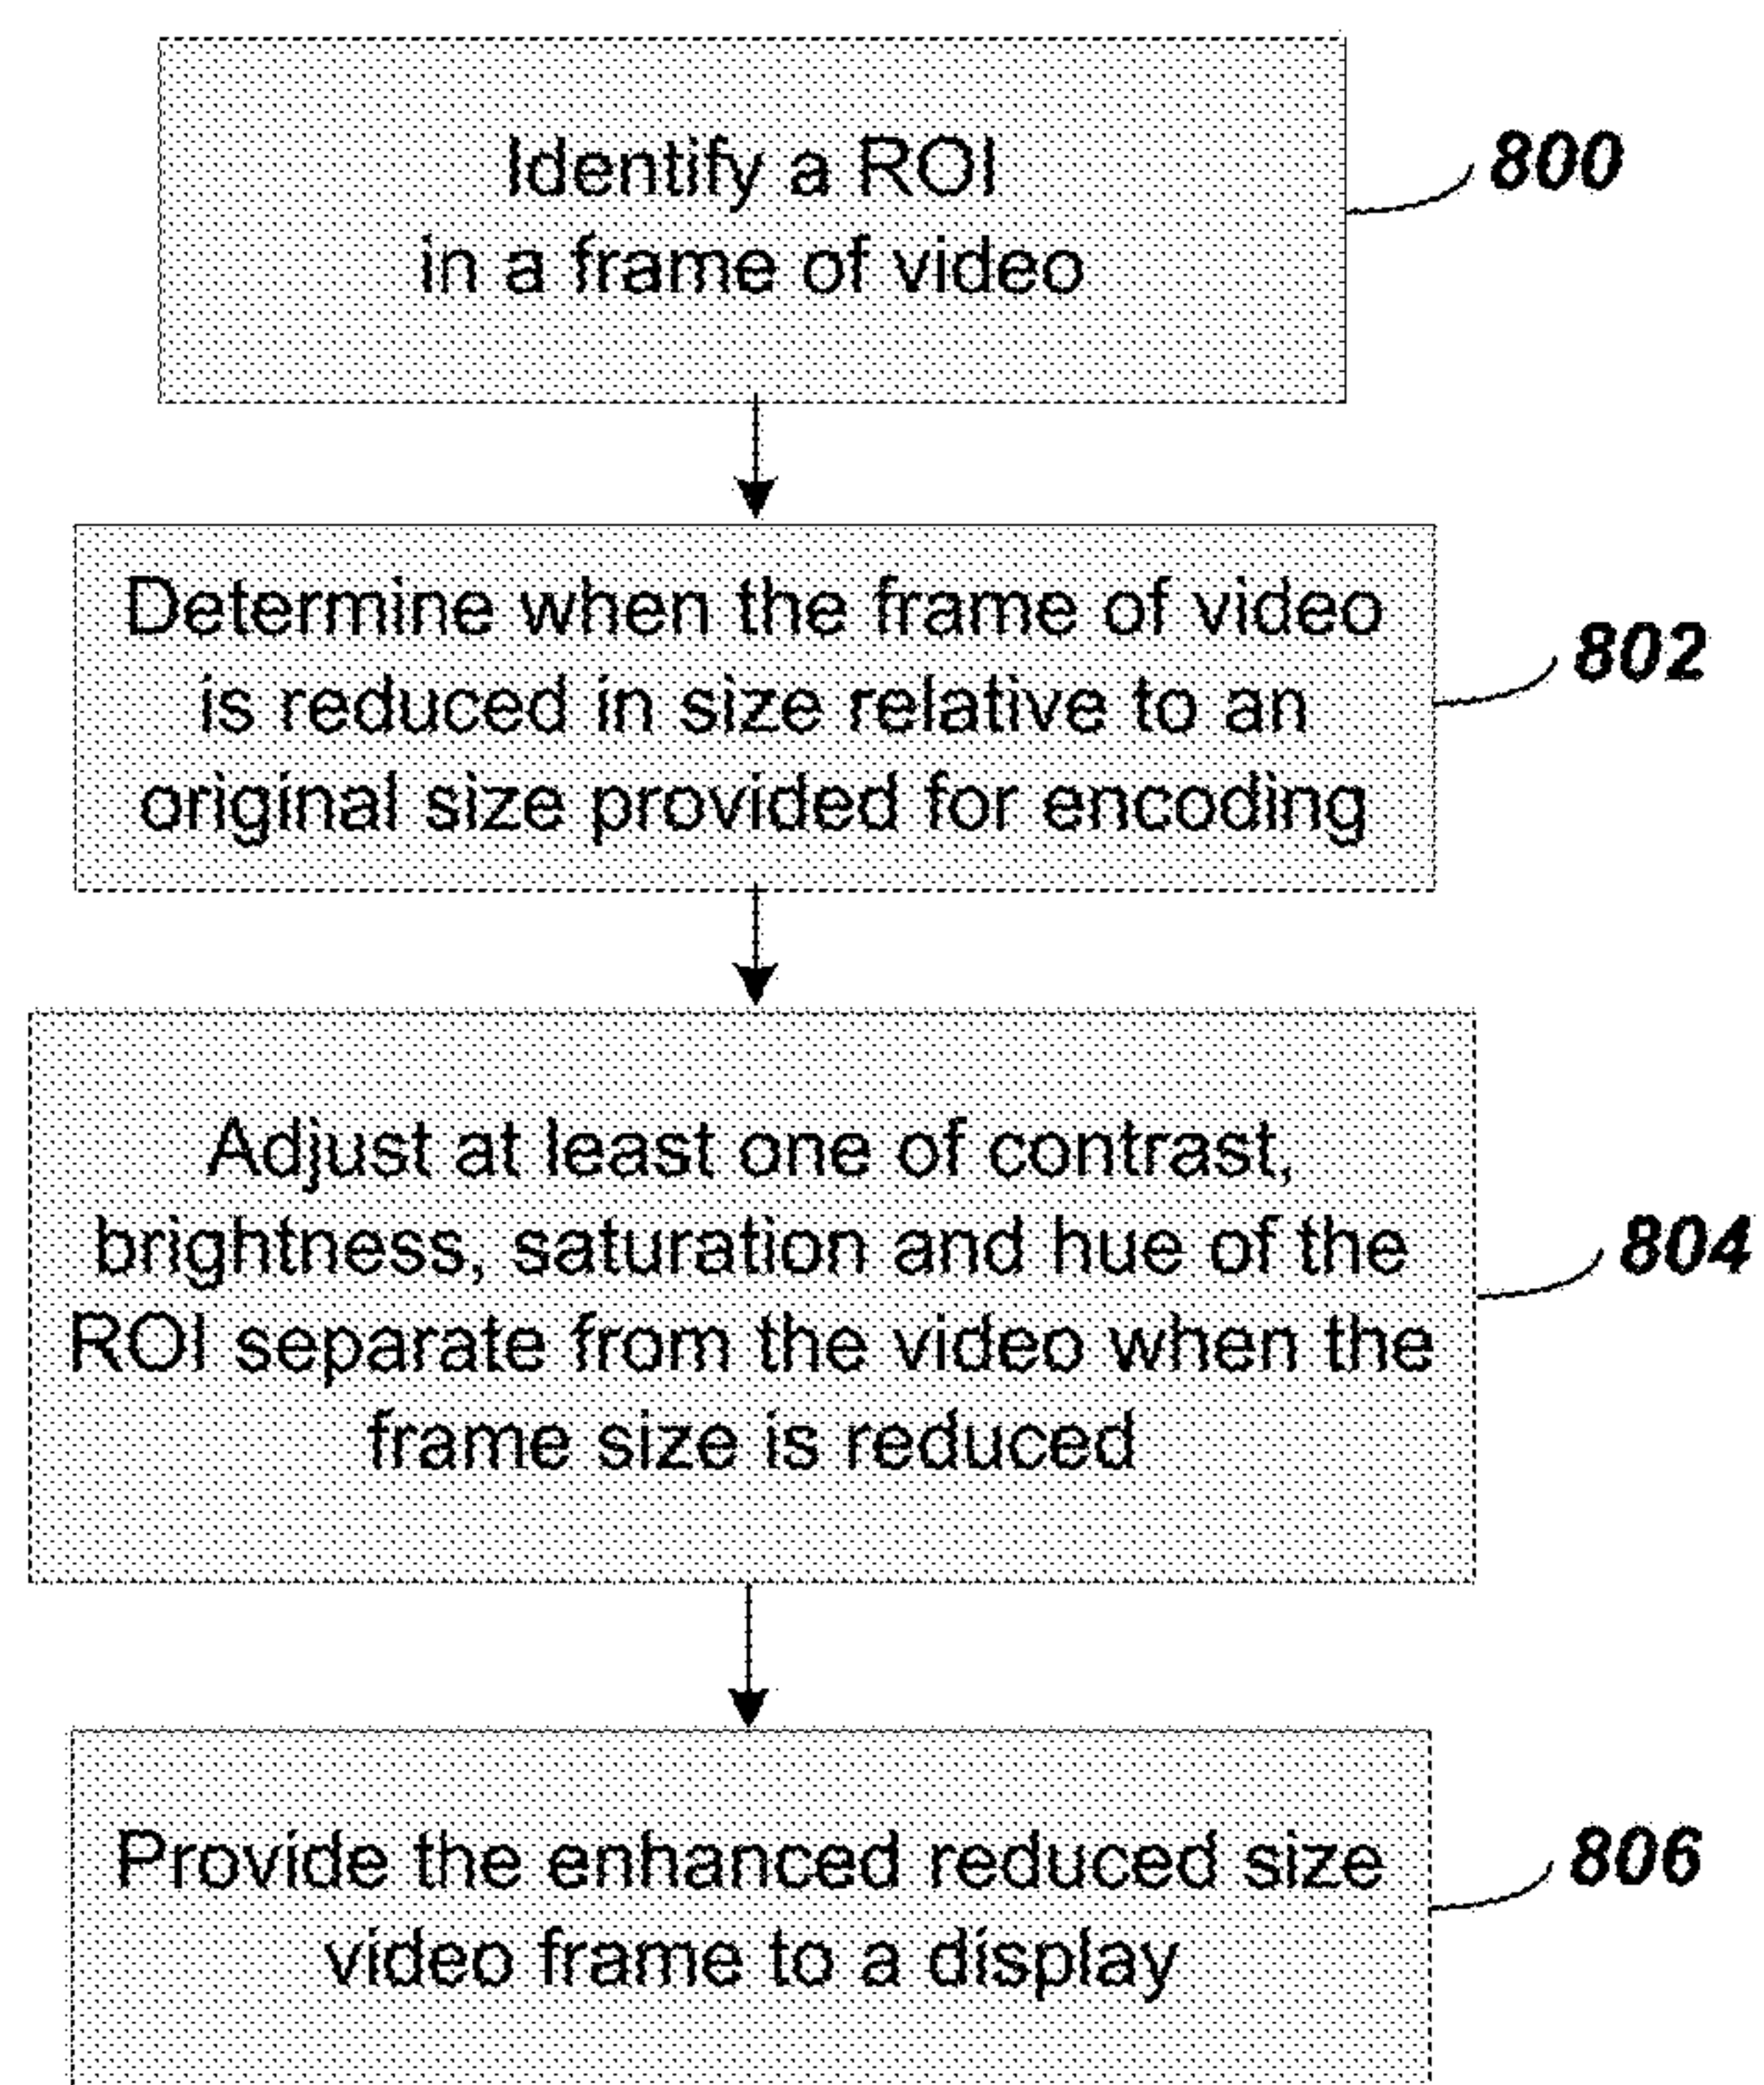 Identify a ROI
in a frame of video
800
Determine when the frame of video
is reduced in size relative to an
original size provided for encoding
802
Adjust at least one of contrast,
brightness, saturation and hue of the
ROI separate from the video when the
frame size is reduced
804
Provide the enhanced reduced size
video frame to a display
806